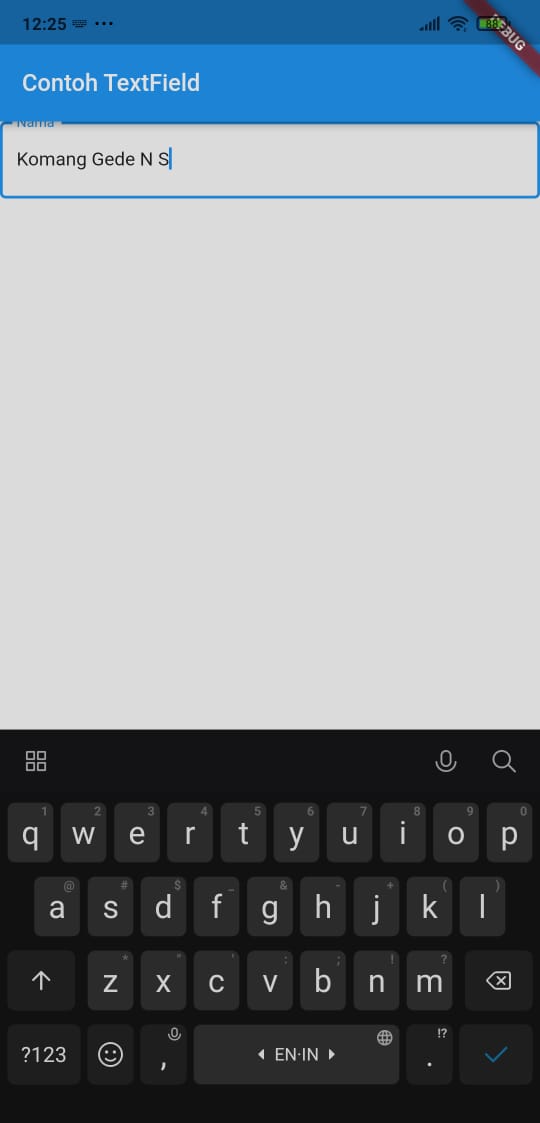 12:25
88
DEBUG
Contoh TextField
Nama
Komang Gede N S
1 2 3 4 5 6 7 8 9 0
q w e r t y u i o p
@ # $ _ & - + ( )
a s d f g h j k l
* " ' : ; ! ?
z x c v b n m
!?
?123 , EN·IN .